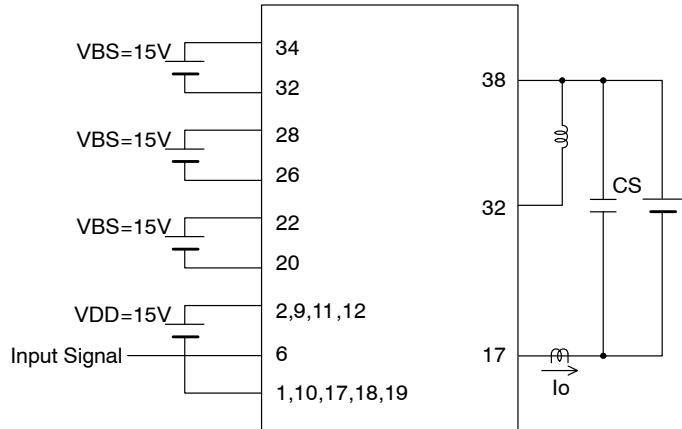 VBS=15V
34
32
VBS=15V
28
26
VBS=15V
22
20
VDD=15V
2,9,11,12
Input Signal
6
1,10,17,18,19
38
32
CS
17
Io